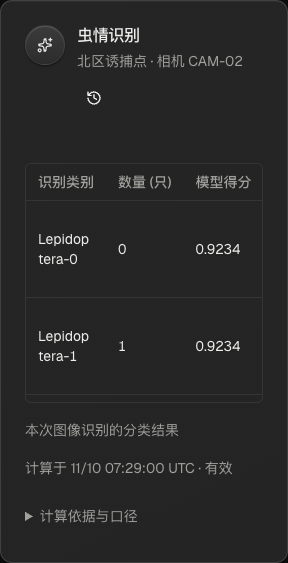 虫情识别
北区诱捕点 · 相机 CAM-02
识别类别 数量 (只) 模型得分
Lepidop
tera-0 0 0.9234
Lepidop
tera-1 1 0.9234
本次图像识别的分类结果
计算于 11/10 07:29:00 UTC · 有效
▶ 计算依据与口径